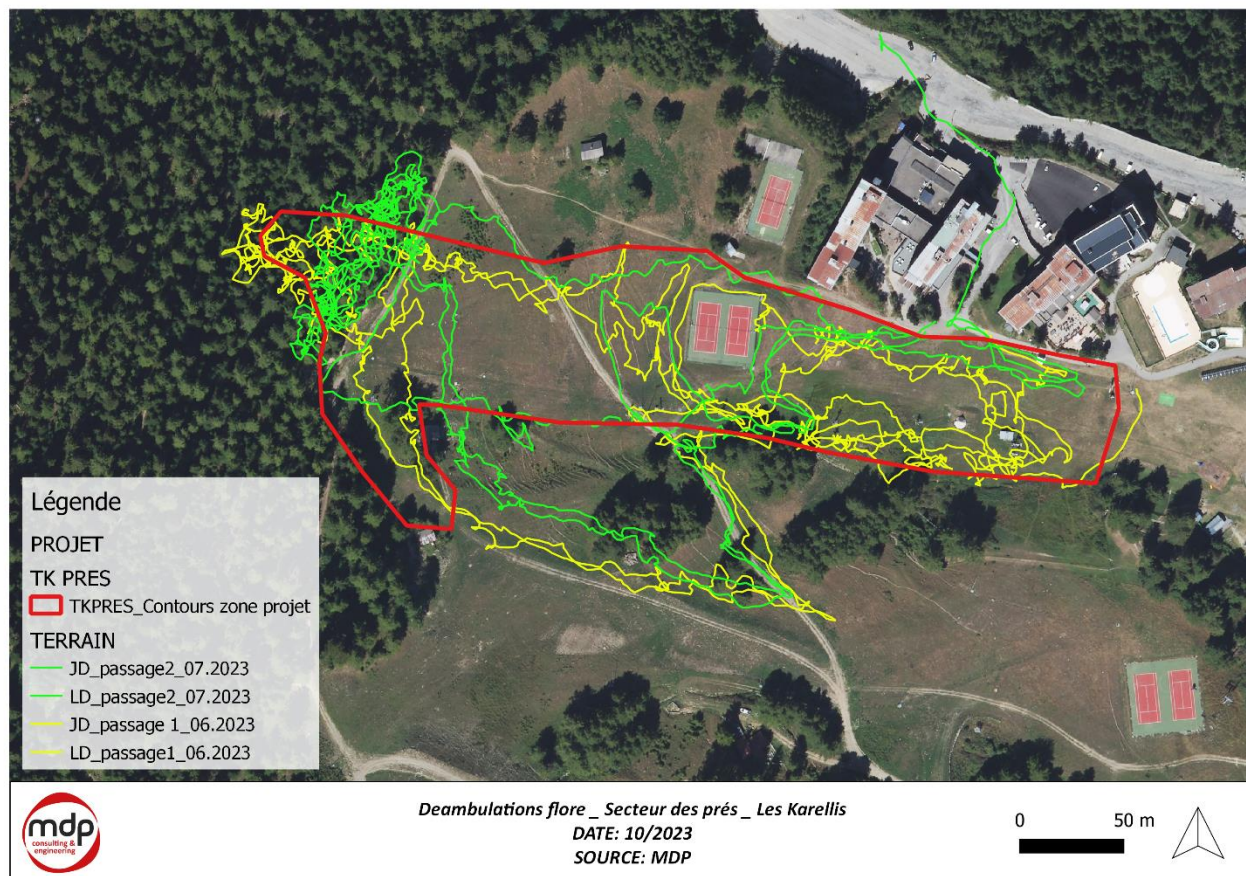 Légende
PROJET
TK PRES
TKPRES_Contours zone projet
TERRAIN
JD_passage2_07.2023
LD_passage2_07.2023
JD_passage 1_06.2023
LD_passage1_06.2023
mdp
consulting &
engineering
Deambulations flore _ Secteur des prés _ Les Karellis
DATE: 10/2023
SOURCE: MDP
0 50 m